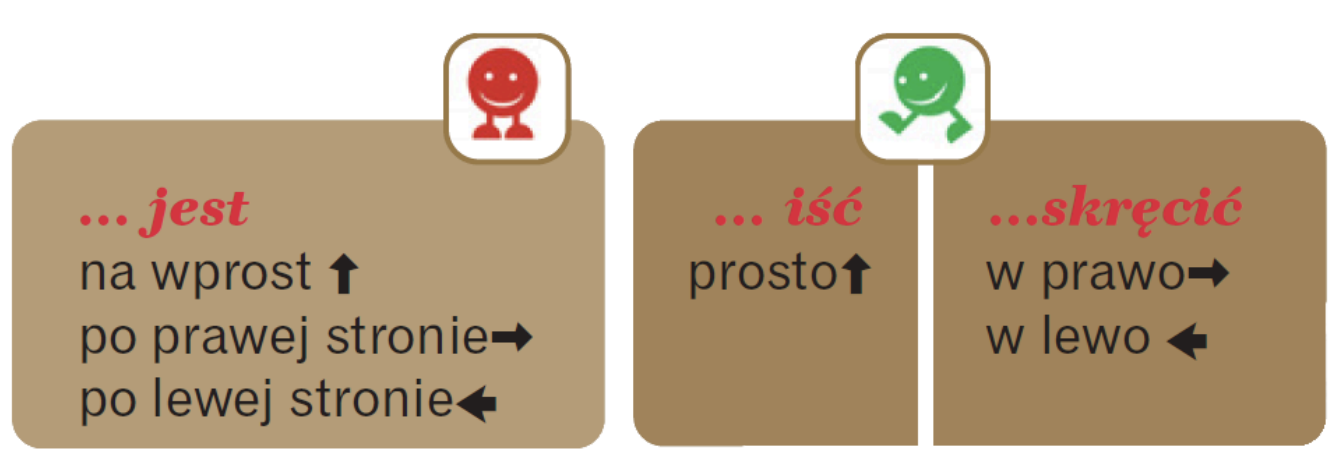 ... jest
na wprost
po prawej stronie
po lewej stronie
... iść
prosto
...skręcić
w prawo
w lewo